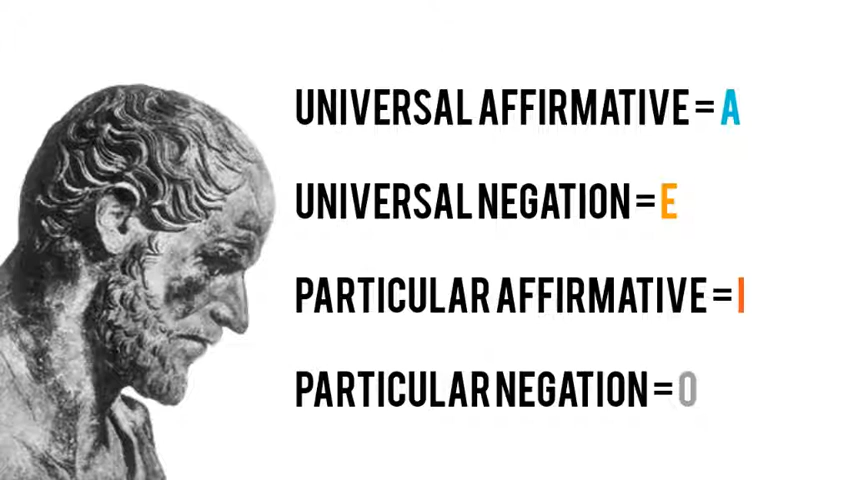 UNIVERSAL AFFIRMATIVE = A
UNIVERSAL NEGATION = E
PARTICULAR AFFIRMATIVE = I
PARTICULAR NEGATION = O